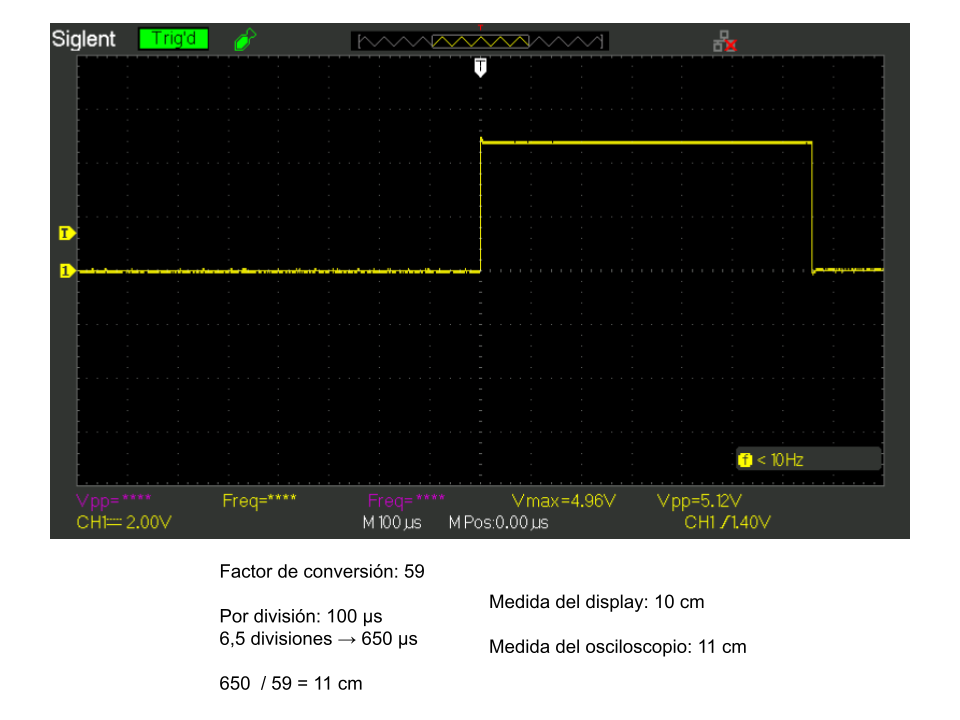 Siglent Trig'd
T
I
1
f < 10Hz
Vpp=**** Freq=**** Freq=**** Vmax=4.96V Vpp=5.12V
CH1 2.00V M 100 µs M Pos:0.00 µs CH1 1.40V
Factor de conversión: 59
Por división: 100 µs
6,5 divisiones → 650 µs
650 / 59 = 11 cm
Medida del display: 10 cm
Medida del osciloscopio: 11 cm